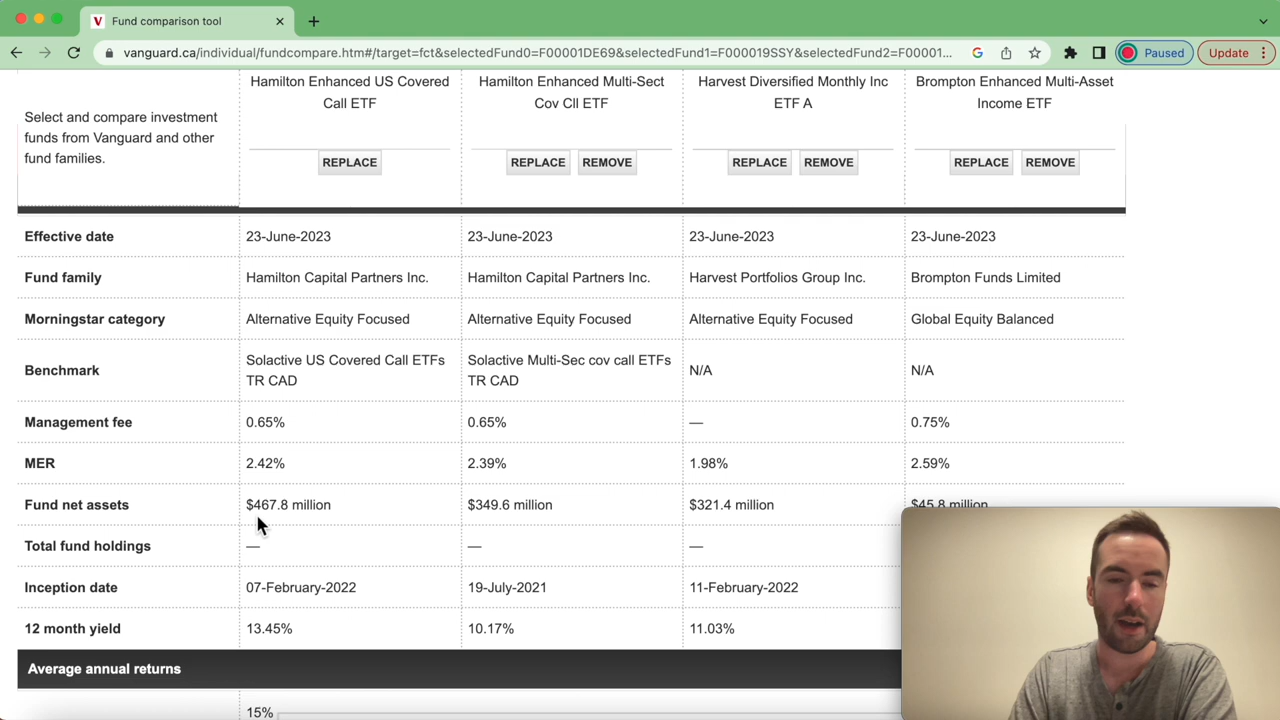 Fund comparison tool
vanguard.ca/individual/fundcompare.htm#/target=fct&selectedFund0=F00001DE69&selectedFund1=F000019SSY&selectedFund2=F00001...
Paused
Update
Select and compare investment
funds from Vanguard and other
fund families.
Hamilton Enhanced US Covered
Call ETF
REPLACE
Hamilton Enhanced Multi-Sect
Cov Cll ETF
REPLACE REMOVE
Harvest Diversified Monthly Inc
ETF A
REPLACE REMOVE
Brompton Enhanced Multi-Asset
Income ETF
REPLACE REMOVE
Effective date 23-June-2023 23-June-2023 23-June-2023 23-June-2023
Fund family Hamilton Capital Partners Inc. Hamilton Capital Partners Inc. Harvest Portfolios Group Inc. Brompton Funds Limited
Morningstar category Alternative Equity Focused Alternative Equity Focused Alternative Equity Focused Global Equity Balanced
Benchmark Solactive US Covered Call ETFs
TR CAD
Solactive Multi-Sec cov call ETFs
TR CAD
N/A N/A
Management fee 0.65% 0.65% — 0.75%
MER 2.42% 2.39% 1.98% 2.59%
Fund net assets $467.8 million $349.6 million $321.4 million $45.8 million
Total fund holdings — — —
Inception date 07-February-2022 19-July-2021 11-February-2022
12 month yield 13.45% 10.17% 11.03%
Average annual returns
15%